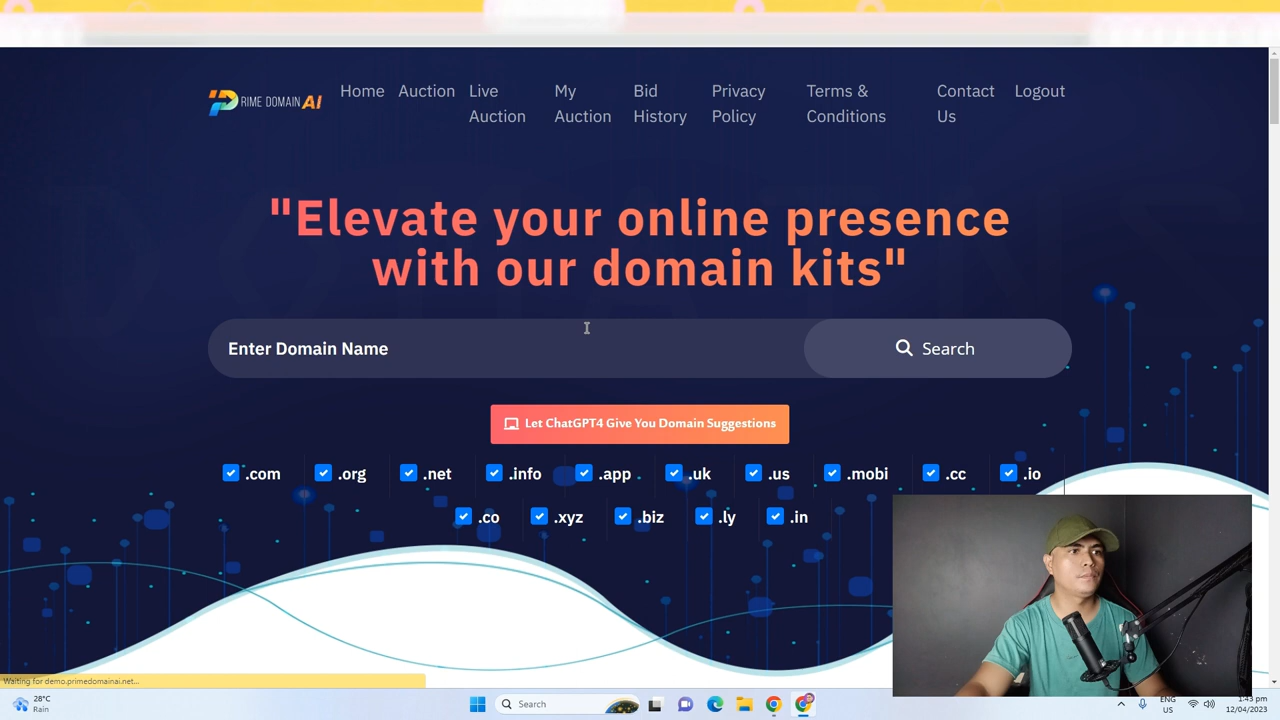 RIME DOMAIN AI
Home Auction Live Auction My Auction Bid History Privacy Policy Terms & Conditions Contact Us Logout
"Elevate your online presence
with our domain kits"
Enter Domain Name
Search
Let ChatGPT4 Give You Domain Suggestions
.com .org .net .info .app .uk .us .mobi .cc .io
.co .xyz .biz .ly .in
Waiting for demo.primedomainai.net...
28°C
Rain
Search
ENG
US
1:43 pm
12/04/2023